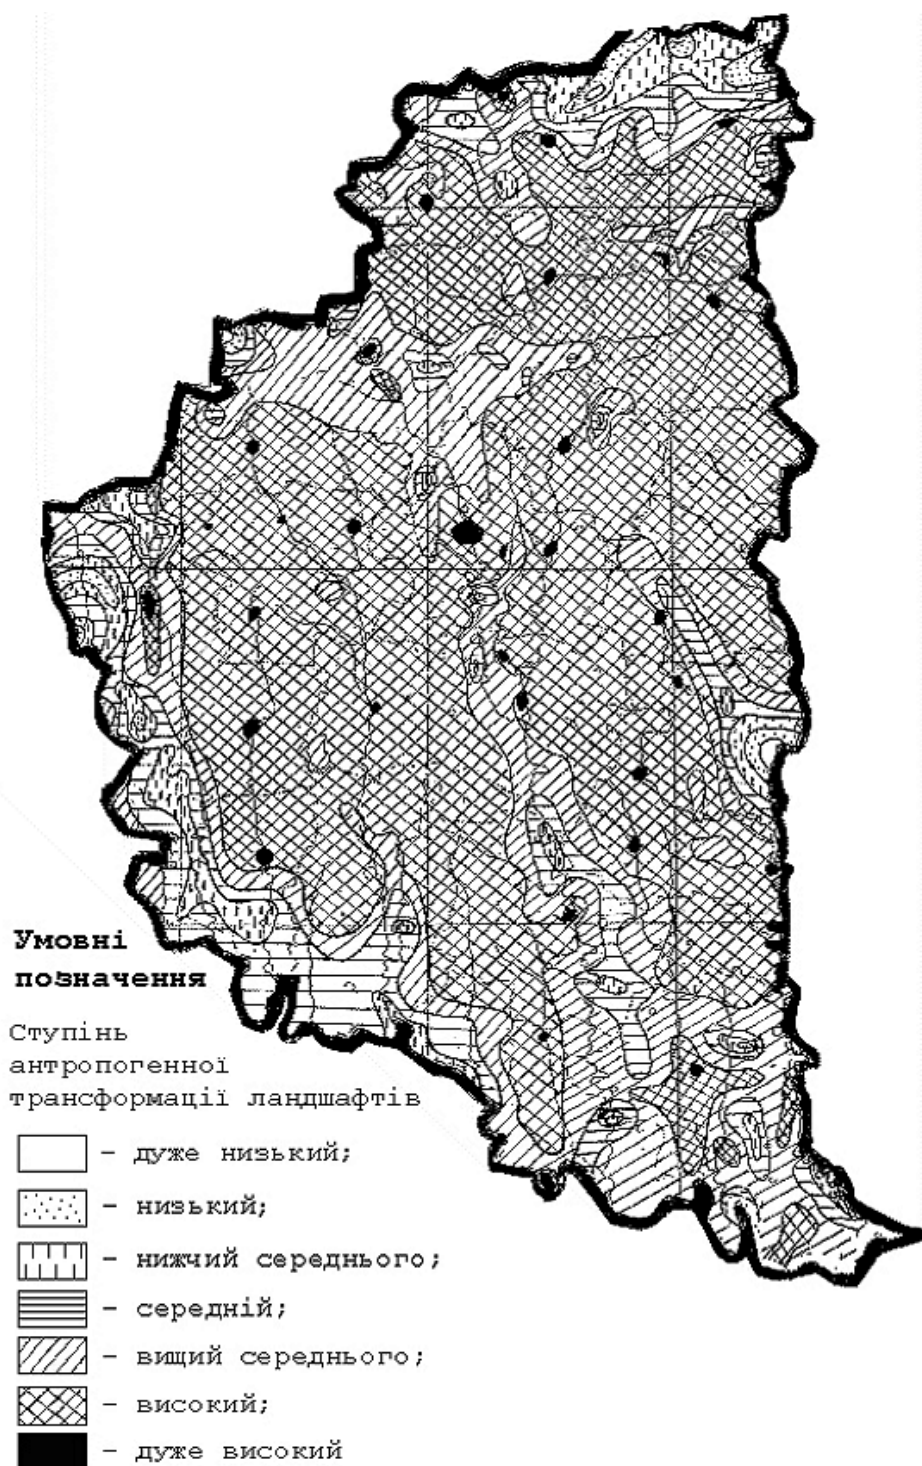 Умовні
позначення
Ступінь
антропогенної
трансформації ландшафтів
– дуже низький;
– низький;
– нижчий середнього;
– середній;
– вищий середнього;
– високий;
– дуже високий